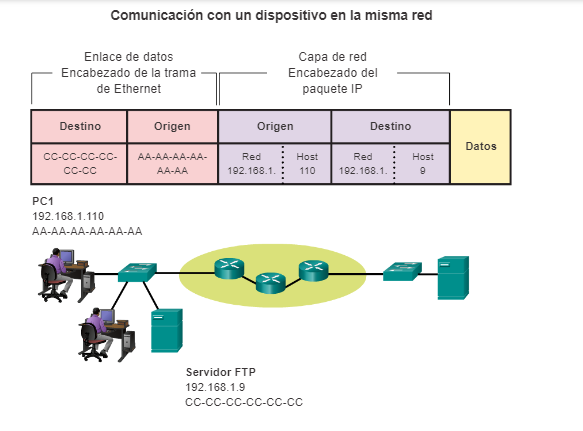 Comunicación con un dispositivo en la misma red
Enlace de datos
Encabezado de la trama
de Ethernet
Capa de red
Encabezado del
paquete IP
Destino
Origen
Origen
Destino
Datos
CC-CC-CC-CC-
CC-CC
AA-AA-AA-AA-
AA-AA
Red
192.168.1.
Host
110
Red
192.168.1.
Host
9
PC1
192.168.1.110
AA-AA-AA-AA-AA-AA
Servidor FTP
192.168.1.9
CC-CC-CC-CC-CC-CC